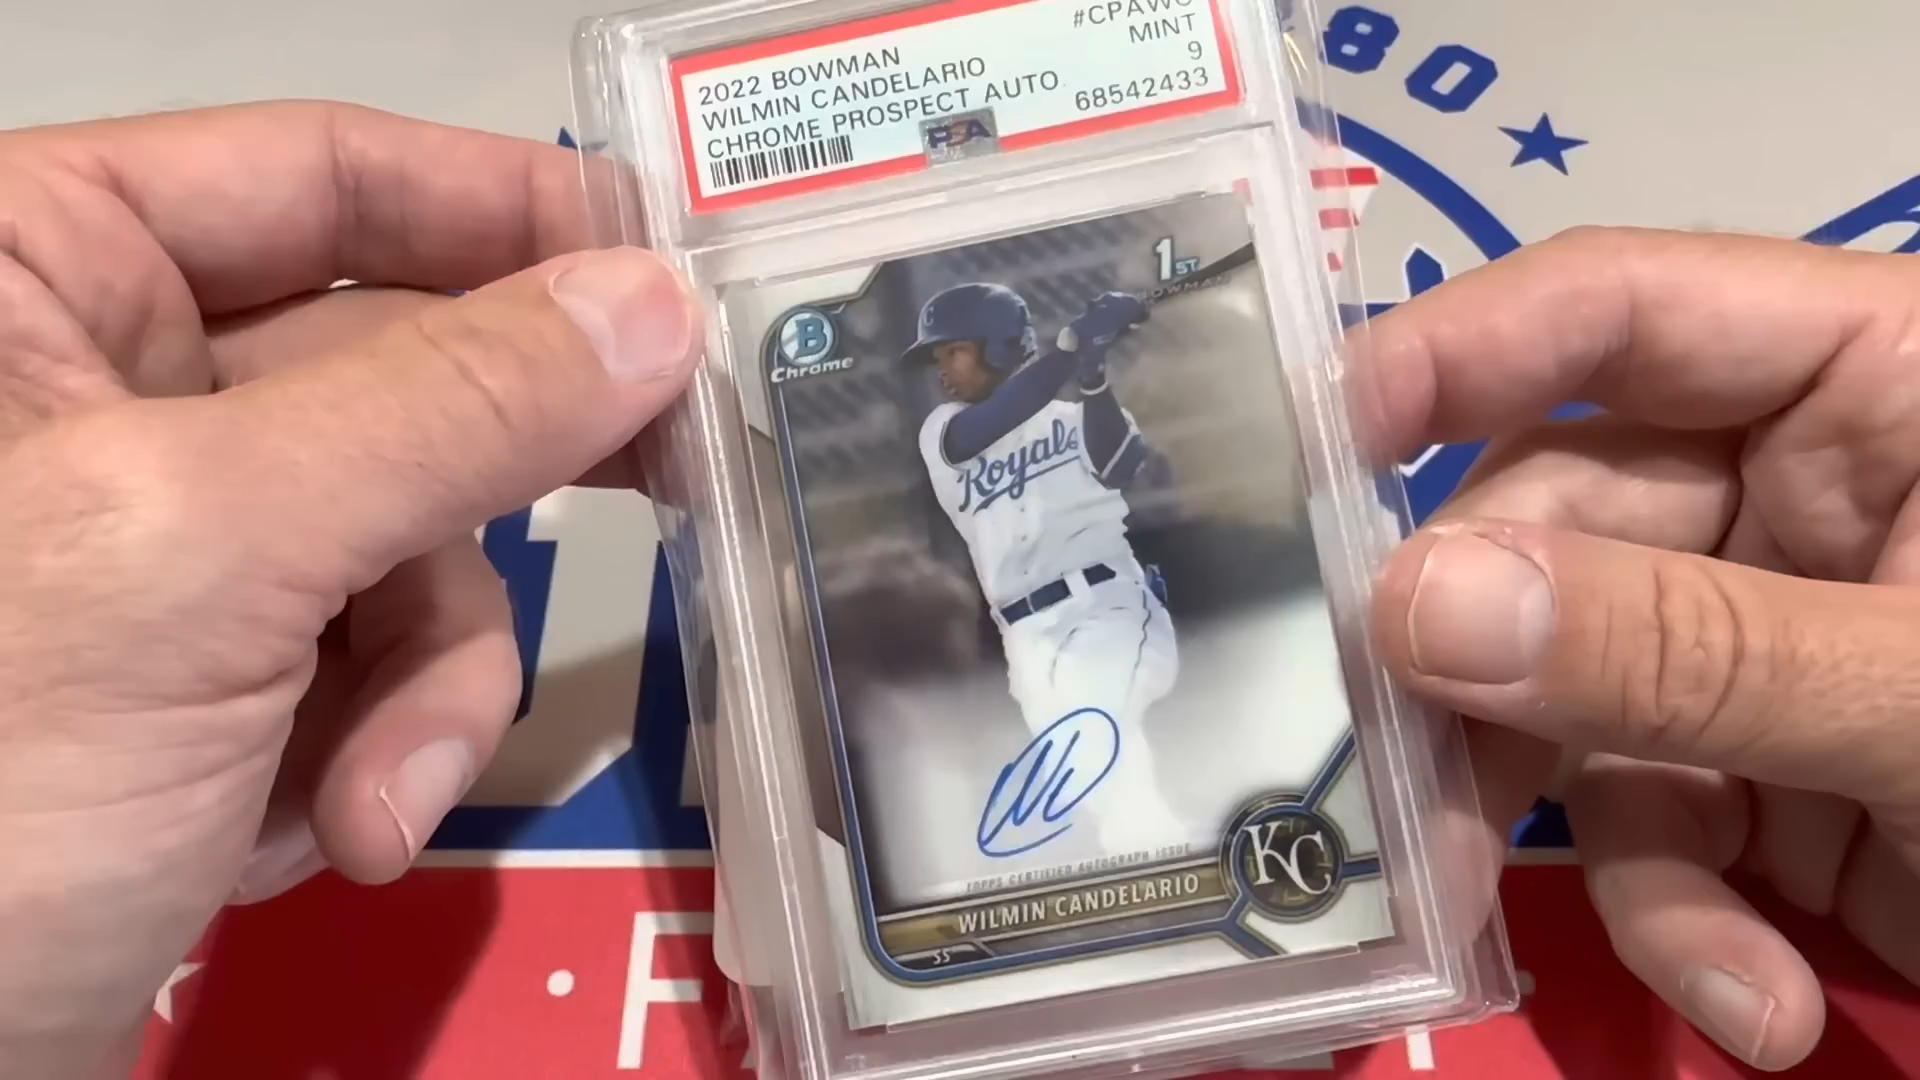 80
2022 BOWMAN
WILMIN CANDELARIO
CHROME PROSPECT AUTO.
#CPAWC
MINT
9
68542433
PSA
1ST
BOWMAN
B
Chrome
C
Royals
TOPPS CERTIFIED AUTOGRAPH ISSUE
WILMIN CANDELARIO
SS
KC
F